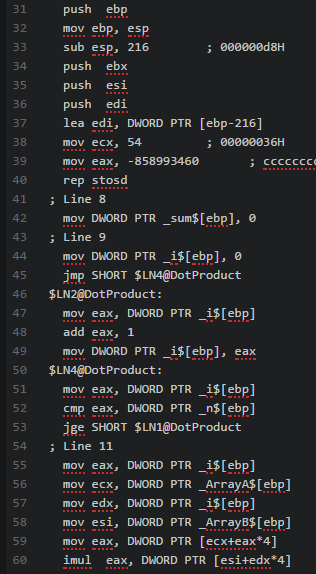 31 push ebp
32 mov ebp, esp
33 sub esp, 216 ; 000000d8H
34 push ebx
35 push esi
36 push edi
37 lea edi, DWORD PTR [ebp-216]
38 mov ecx, 54 ; 00000036H
39 mov eax, -858993460 ; cccccccc
40 rep stosd
41 ; Line 8
42 mov DWORD PTR _sum$[ebp], 0
43 ; Line 9
44 mov DWORD PTR _i$[ebp], 0
45 jmp SHORT $LN4@DotProduct
46 $LN2@DotProduct:
47 mov eax, DWORD PTR _i$[ebp]
48 add eax, 1
49 mov DWORD PTR _i$[ebp], eax
50 $LN4@DotProduct:
51 mov eax, DWORD PTR _i$[ebp]
52 cmp eax, DWORD PTR _n$[ebp]
53 jge SHORT $LN1@DotProduct
54 ; Line 11
55 mov eax, DWORD PTR _i$[ebp]
56 mov ecx, DWORD PTR _ArrayA$[ebp]
57 mov edx, DWORD PTR _i$[ebp]
58 mov esi, DWORD PTR _ArrayB$[ebp]
59 mov eax, DWORD PTR [ecx+eax*4]
60 imul eax, DWORD PTR [esi+edx*4]